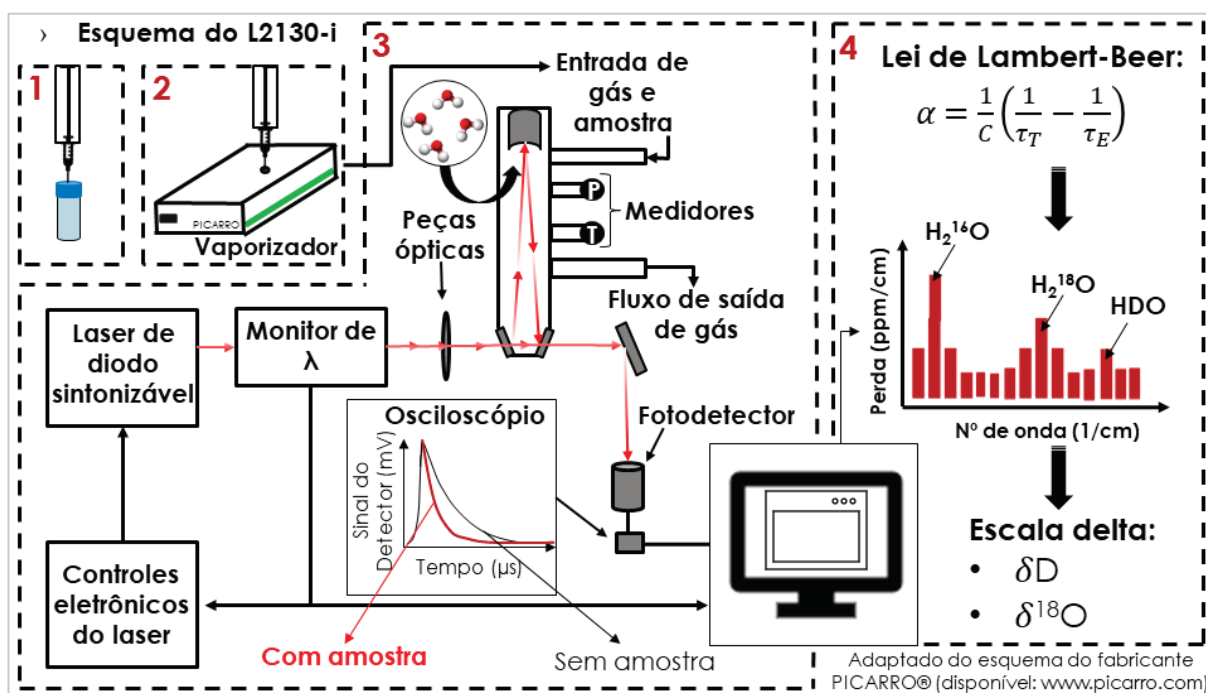 › Esquema do L2130-i
1
2
PICARRO
Vaporizador
3
Entrada de
gás e
amostra
P
T
Medidores
Peças
ópticas
Fluxo de saída
de gás
Laser de
diodo
sintonizável
Monitor de
λ
Osciloscópio
Sinal do
Detector (mV)
Tempo (μs)
Fotodetector
Controles
eletrônicos
do laser
Com amostra
Sem amostra
4
Lei de Lambert-Beer:
α = 1/C (1/τ_T − 1/τ_E)
H₂¹⁶O
H₂¹⁸O
HDO
Perda (ppm/cm)
Nº de onda (1/cm)
Escala delta:
• δD
• δ¹⁸O
Adaptado do esquema do fabricante
PICARRO® (disponível: www.picarro.com)